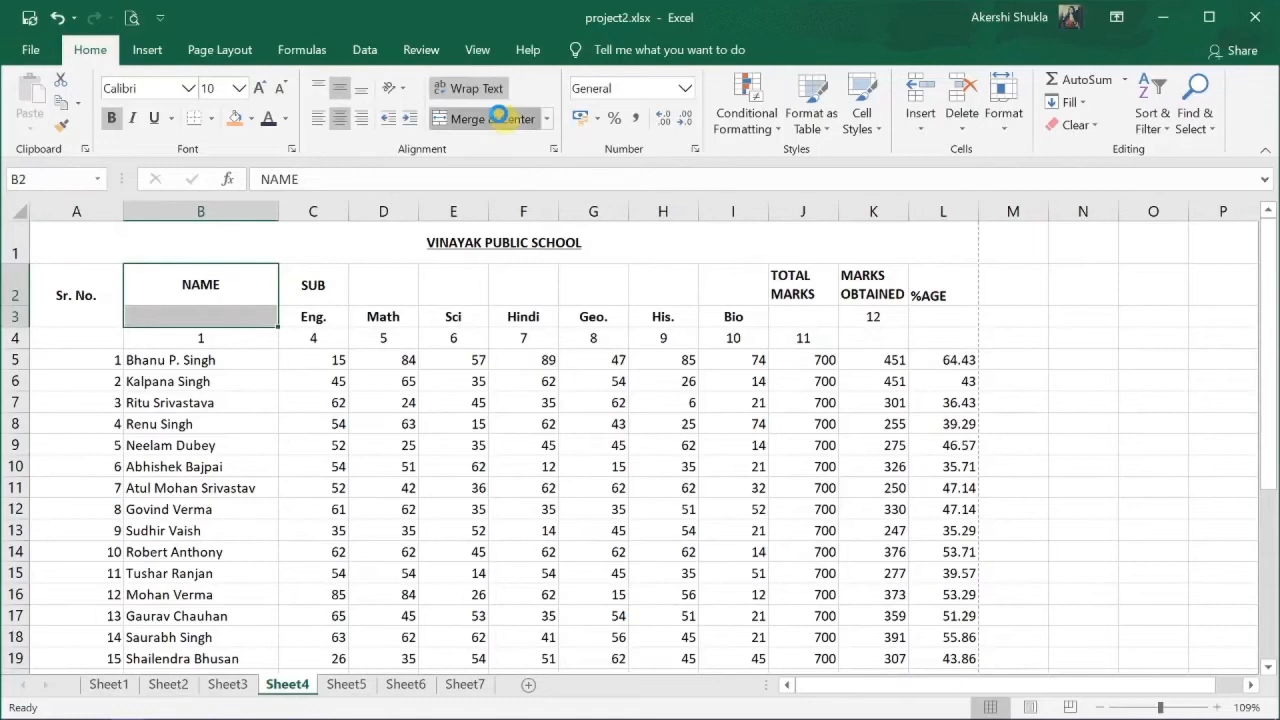 project2.xlsx - Excel
Akershi Shukla
File Home Insert Page Layout Formulas Data Review View Help Tell me what you want to do Share
Calibri
Wrap Text
General
Paste
B I U
Merge & Center
% ,
Conditional Formatting
Format as Table
Cell Styles
Insert
Delete
Format
AutoSum
Fill
Clear
Sort & Filter
Find & Select
Clipboard Font Alignment Number Styles Cells Editing
B2 fx NAME
A B C D E F G H I J K L M N O P
1 VINAYAK PUBLIC SCHOOL
2 Sr. No. NAME SUB TOTAL MARKS MARKS OBTAINED %AGE
3 Eng. Math Sci Hindi Geo. His. Bio 12
4 1 4 5 6 7 8 9 10 11
5 1 Bhanu P. Singh 15 84 57 89 47 85 74 700 451 64.43
6 2 Kalpana Singh 45 65 35 62 54 26 14 700 451 43
7 3 Ritu Srivastava 62 24 45 35 62 6 21 700 301 36.43
8 4 Renu Singh 54 63 15 62 43 25 74 700 255 39.29
9 5 Neelam Dubey 52 25 35 45 45 62 14 700 275 46.57
10 6 Abhishek Bajpai 54 51 62 12 15 35 21 700 326 35.71
11 7 Atul Mohan Srivastav 52 42 36 62 62 62 32 700 250 47.14
12 8 Govind Verma 61 62 35 35 35 51 52 700 330 47.14
13 9 Sudhir Vaish 35 35 52 14 45 54 21 700 247 35.29
14 10 Robert Anthony 62 62 45 62 62 62 14 700 376 53.71
15 11 Tushar Ranjan 54 54 14 54 45 35 51 700 277 39.57
16 12 Mohan Verma 85 84 26 62 15 56 12 700 373 53.29
17 13 Gaurav Chauhan 65 45 53 35 54 51 21 700 359 51.29
18 14 Saurabh Singh 63 62 62 41 56 45 21 700 391 55.86
19 15 Shailendra Bhusan 26 35 54 51 62 45 45 700 307 43.86
Sheet1 Sheet2 Sheet3 Sheet4 Sheet5 Sheet6 Sheet7
Ready 109%